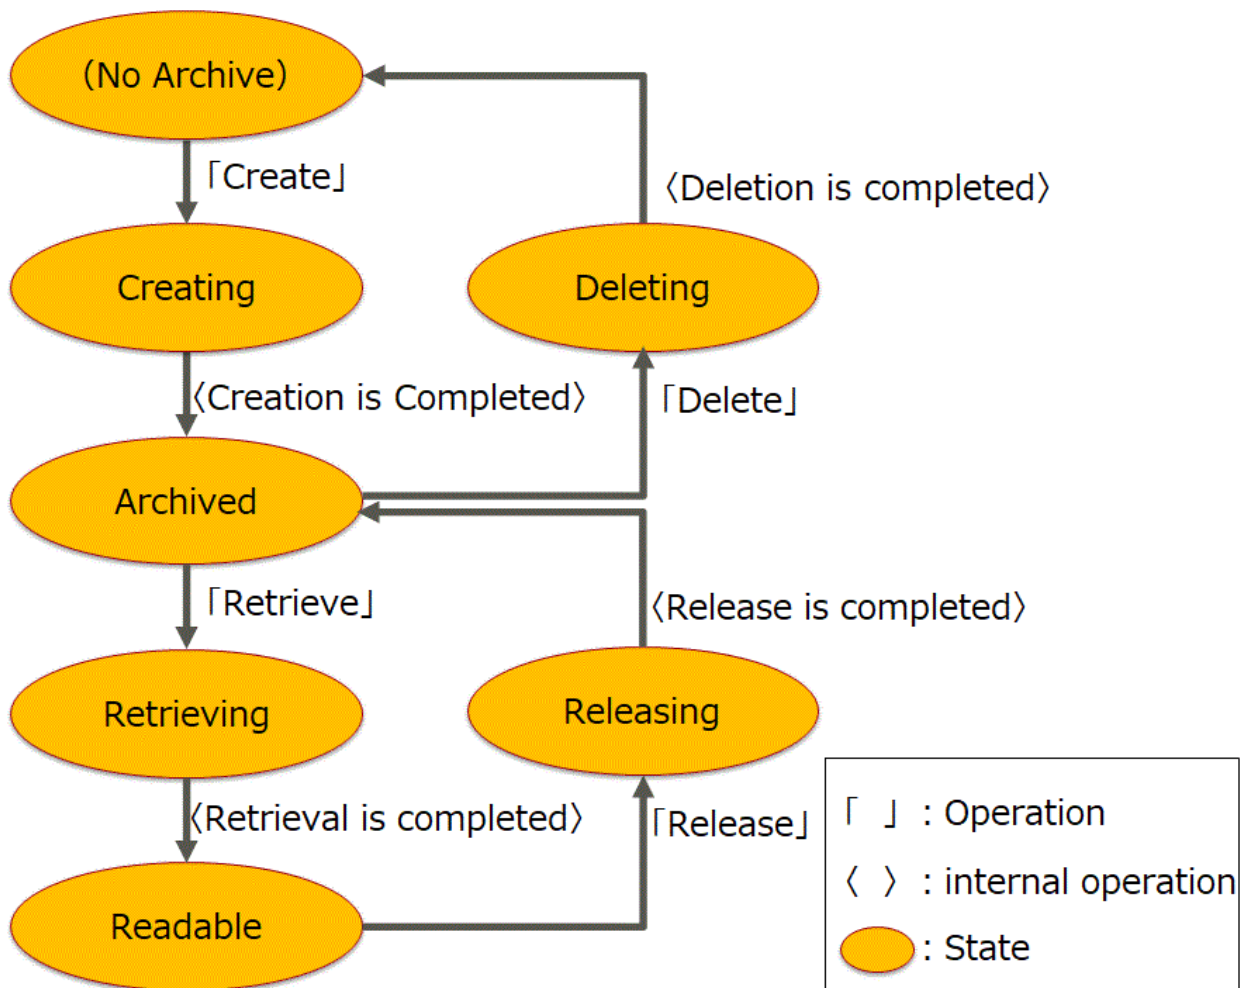 (No Archive)
「Create」
〈Deletion is completed〉
Creating
Deleting
〈Creation is Completed〉
「Delete」
Archived
「Retrieve」
〈Release is completed〉
Retrieving
Releasing
〈Retrieval is completed〉
「Release」
「 」: Operation
〈 〉: internal operation
Readable
: State